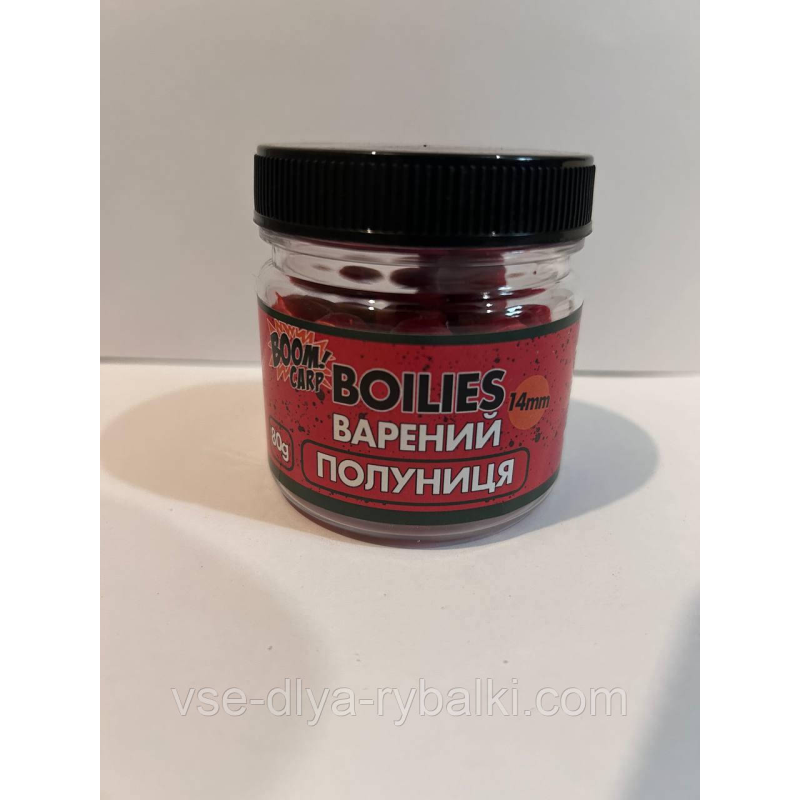 BOOM!
CARP
BOILIES
14mm
ВАРЕНИЙ
80g
ПОЛУНИЦЯ
vse-dlya-rybalki.com